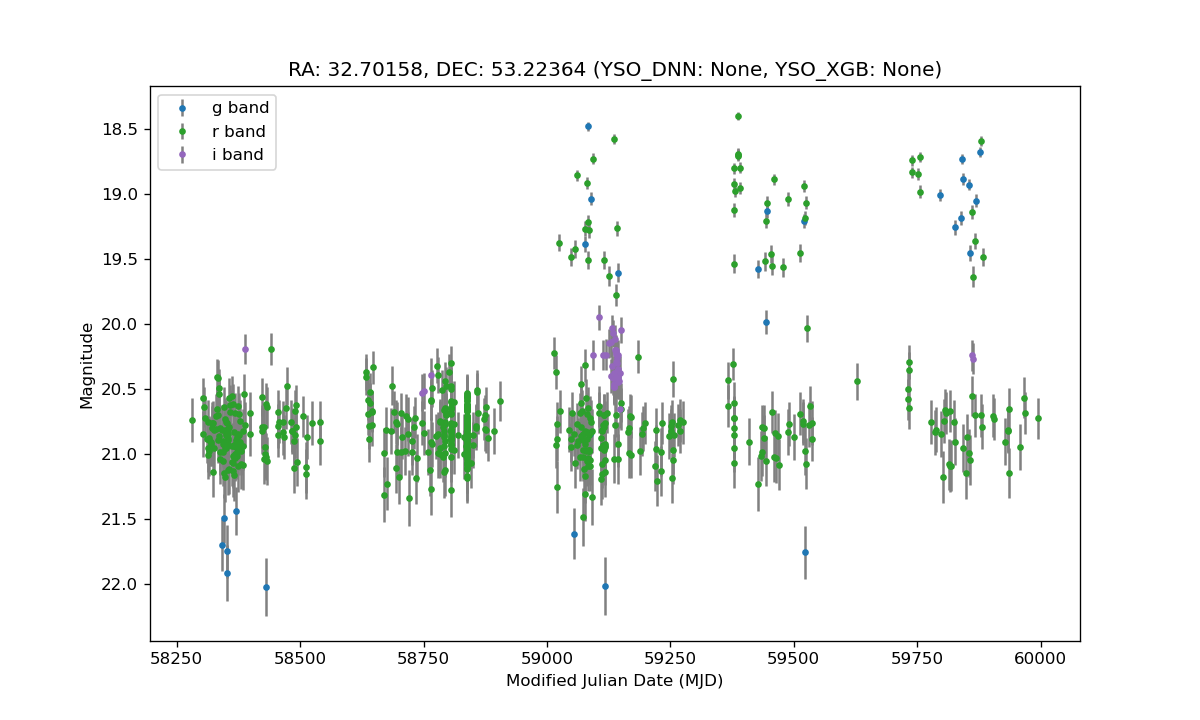 RA: 32.70158, DEC: 53.22364 (YSO_DNN: None, YSO_XGB: None)
g band
r band
i band
18.5
19.0
19.5
20.0
20.5
21.0
21.5
22.0
Magnitude
58250 58500 58750 59000 59250 59500 59750 60000
Modified Julian Date (MJD)